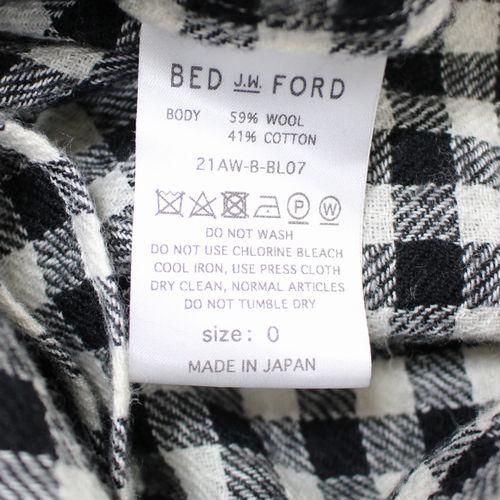 BED J.W. FORD
BODY 59% WOOL
41% COTTON
21AW-B-BL07
P W
DO NOT WASH
DO NOT USE CHLORINE BLEACH
COOL IRON, USE PRESS CLOTH
DRY CLEAN, NORMAL ARTICLES
DO NOT TUMBLE DRY
size: 0
MADE IN JAPAN